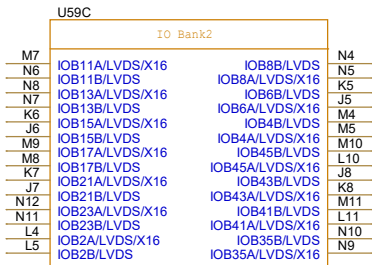 U59C
IO Bank2
M7 IOB11A/LVDS/X16 IOB8B/LVDS N4
N6 IOB11B/LVDS IOB8A/LVDS/X16 N5
N8 IOB13A/LVDS/X16 IOB6B/LVDS K5
N7 IOB13B/LVDS IOB6A/LVDS/X16 J5
K6 IOB15A/LVDS/X16 IOB4B/LVDS M4
J6 IOB15B/LVDS IOB4A/LVDS/X16 M5
M9 IOB17A/LVDS/X16 IOB45B/LVDS M10
M8 IOB17B/LVDS IOB45A/LVDS/X16 L10
K7 IOB21A/LVDS/X16 IOB43B/LVDS J8
J7 IOB21B/LVDS IOB43A/LVDS/X16 K8
N12 IOB23A/LVDS/X16 IOB41B/LVDS M11
N11 IOB23B/LVDS IOB41A/LVDS/X16 L11
L4 IOB2A/LVDS/X16 IOB35B/LVDS N10
L5 IOB2B/LVDS IOB35A/LVDS/X16 N9